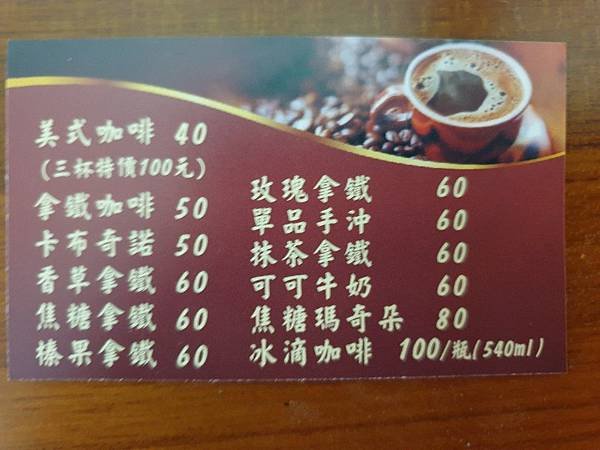 美式咖啡 40
(三杯特價100元)
拿鐵咖啡 50
卡布奇諾 50
香草拿鐵 60
焦糖拿鐵 60
榛果拿鐵 60
玫瑰拿鐵 60
單品手沖 60
抹茶拿鐵 60
可可牛奶 60
焦糖瑪奇朵 80
冰滴咖啡 100/瓶(540ml)